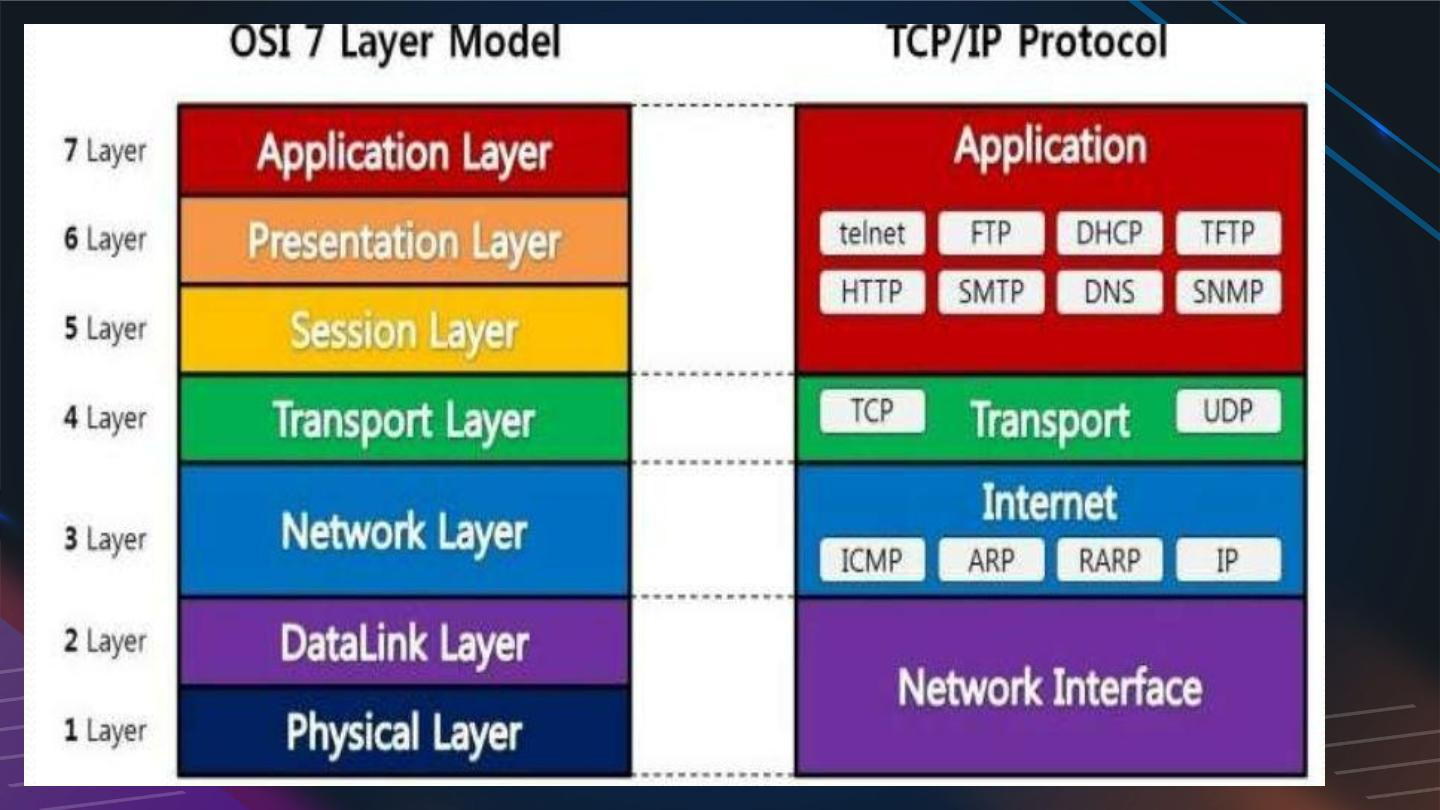 OSI 7 Layer Model
TCP/IP Protocol
7 Layer
Application Layer
6 Layer
Presentation Layer
5 Layer
Session Layer
4 Layer
Transport Layer
3 Layer
Network Layer
2 Layer
DataLink Layer
1 Layer
Physical Layer
Application
telnet FTP DHCP TFTP
HTTP SMTP DNS SNMP
TCP Transport UDP
Internet
ICMP ARP RARP IP
Network Interface